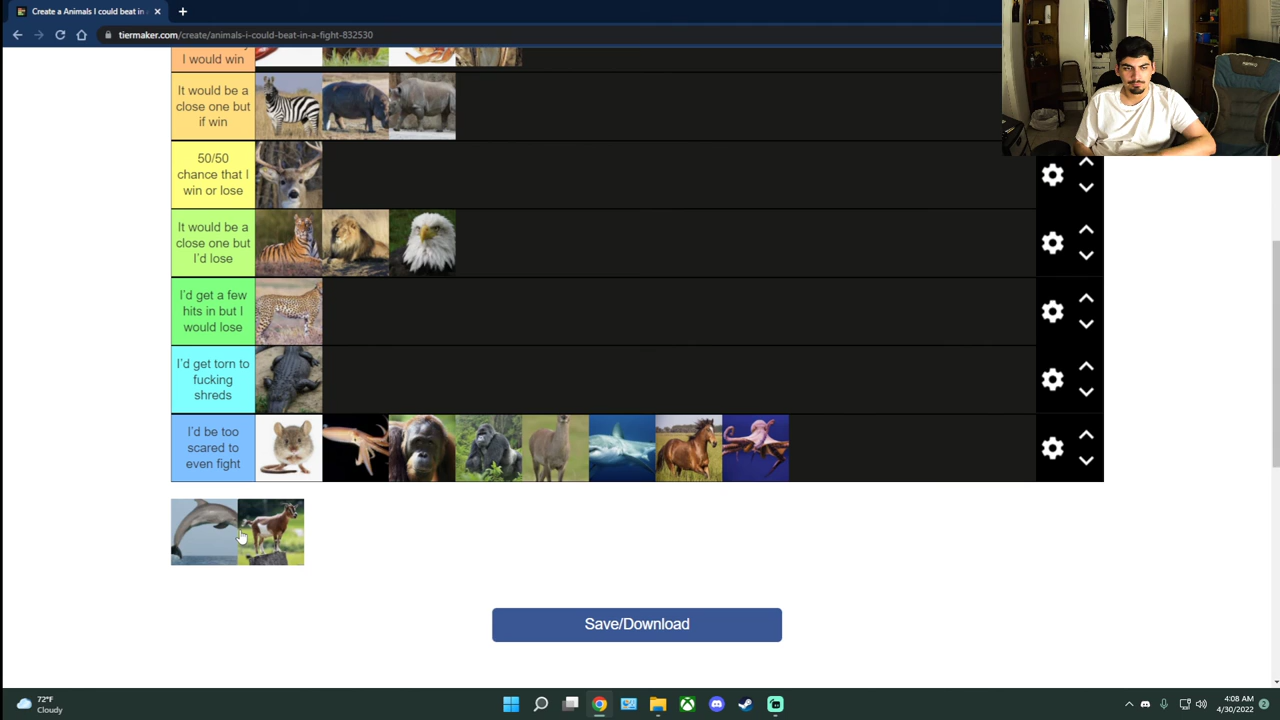 Create a Animals I could beat in a
tiermaker.com/create/animals-i-could-beat-in-a-fight-832530
I would win
It would be a
close one but
if win
50/50
chance that I
win or lose
It would be a
close one but
I'd lose
I'd get a few
hits in but I
would lose
I'd get torn to
fucking
shreds
I'd be too
scared to
even fight
Save/Download
72°F
Cloudy
4:08 AM
4/30/2022
2